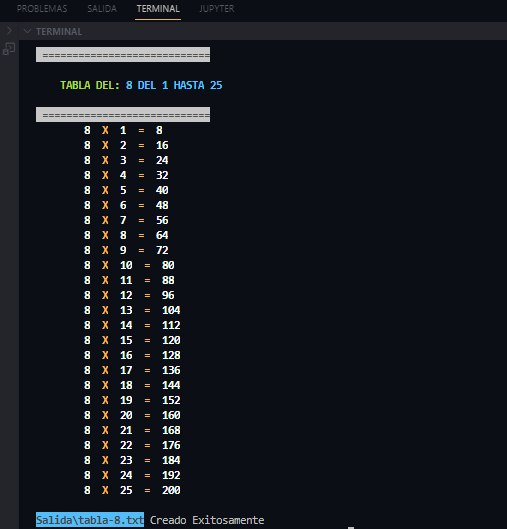 PROBLEMAS SALIDA TERMINAL JUPYTER
TERMINAL
=============================
TABLA DEL: 8 DEL 1 HASTA 25
=============================
8 X 1 = 8
8 X 2 = 16
8 X 3 = 24
8 X 4 = 32
8 X 5 = 40
8 X 6 = 48
8 X 7 = 56
8 X 8 = 64
8 X 9 = 72
8 X 10 = 80
8 X 11 = 88
8 X 12 = 96
8 X 13 = 104
8 X 14 = 112
8 X 15 = 120
8 X 16 = 128
8 X 17 = 136
8 X 18 = 144
8 X 19 = 152
8 X 20 = 160
8 X 21 = 168
8 X 22 = 176
8 X 23 = 184
8 X 24 = 192
8 X 25 = 200
Salida\tabla-8.txt Creado Exitosamente